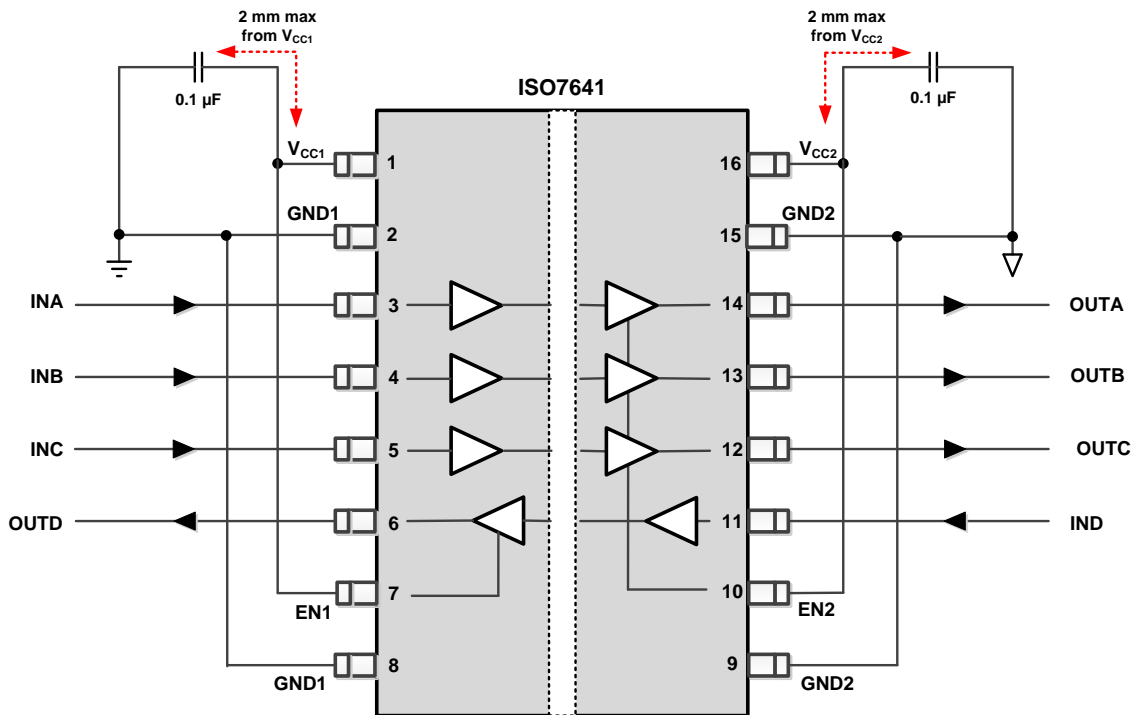 2 mm max
from VCC1
2 mm max
from VCC2
0.1 µF
0.1 µF
ISO7641
VCC1
1
16
VCC2
GND1
2
15
GND2
INA
3
14
OUTA
INB
4
13
OUTB
INC
5
12
OUTC
OUTD
6
11
IND
EN1
7
10
EN2
GND1
8
9
GND2